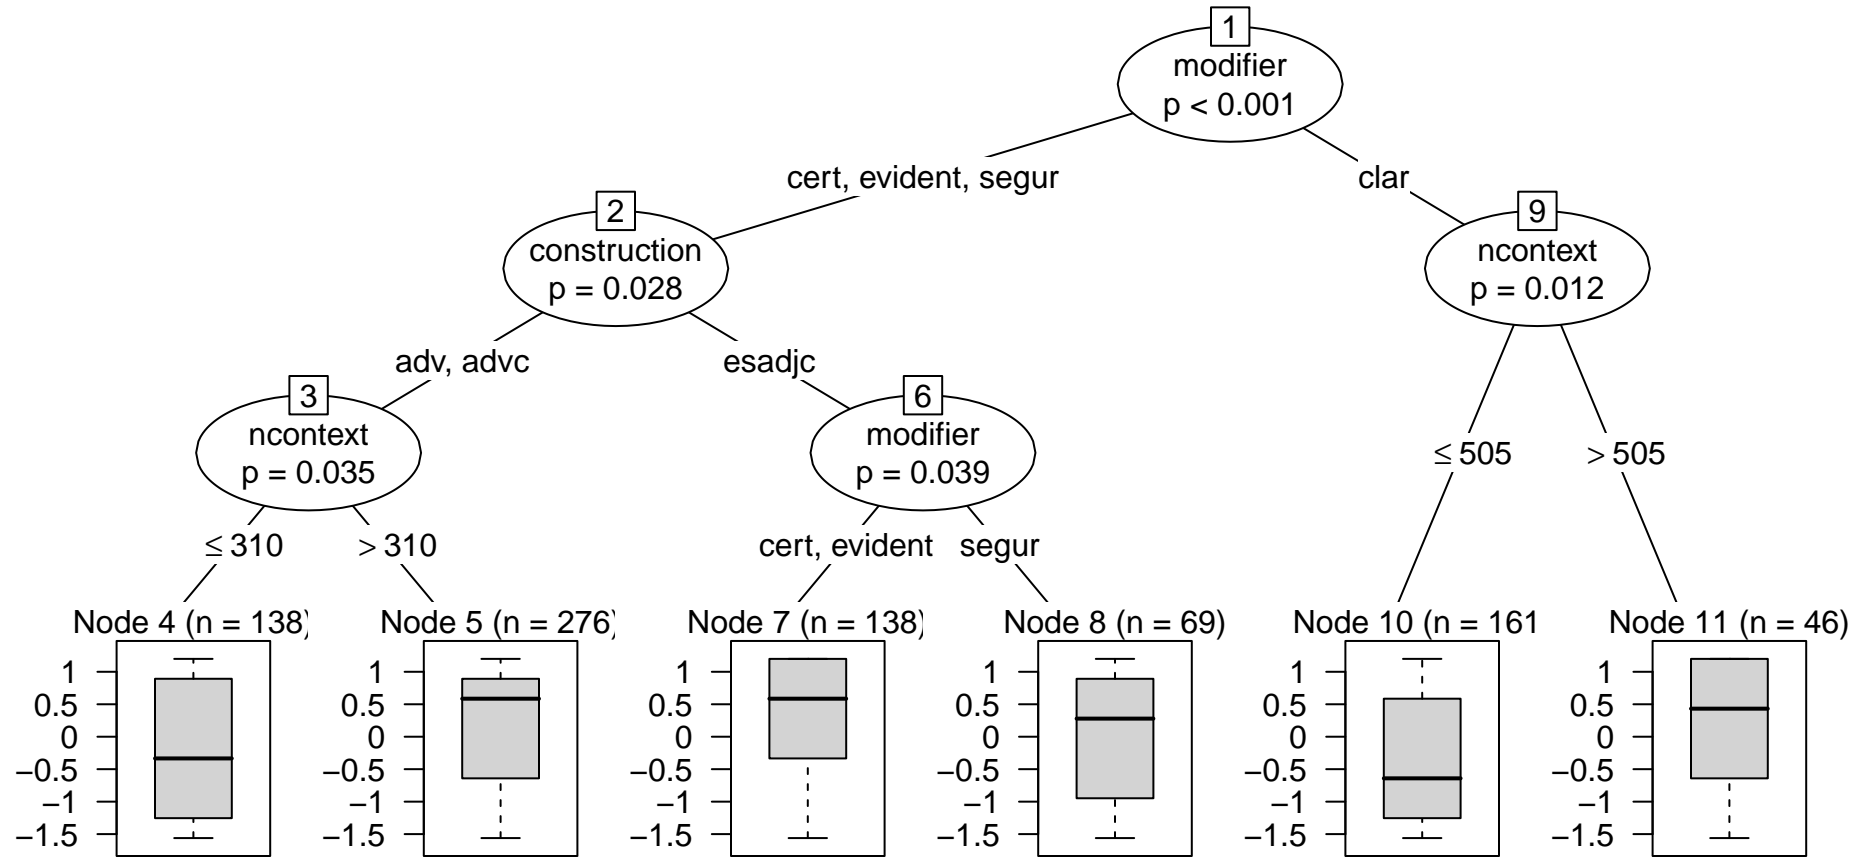 1
modifier
p < 0.001
cert, evident, segur
clar
2
construction
p = 0.028
9
ncontext
p = 0.012
adv, advc
esadjc
3
ncontext
p = 0.035
6
modifier
p = 0.039
≤ 505
> 505
≤ 310
> 310
cert, evident
segur
Node 4 (n = 138)
1
0.5
0
−0.5
−1
−1.5
Node 5 (n = 276)
1
0.5
0
−0.5
−1
−1.5
Node 7 (n = 138)
1
0.5
0
−0.5
−1
−1.5
Node 8 (n = 69)
1
0.5
0
−0.5
−1
−1.5
Node 10 (n = 161
1
0.5
0
−0.5
−1
−1.5
Node 11 (n = 46)
1
0.5
0
−0.5
−1
−1.5